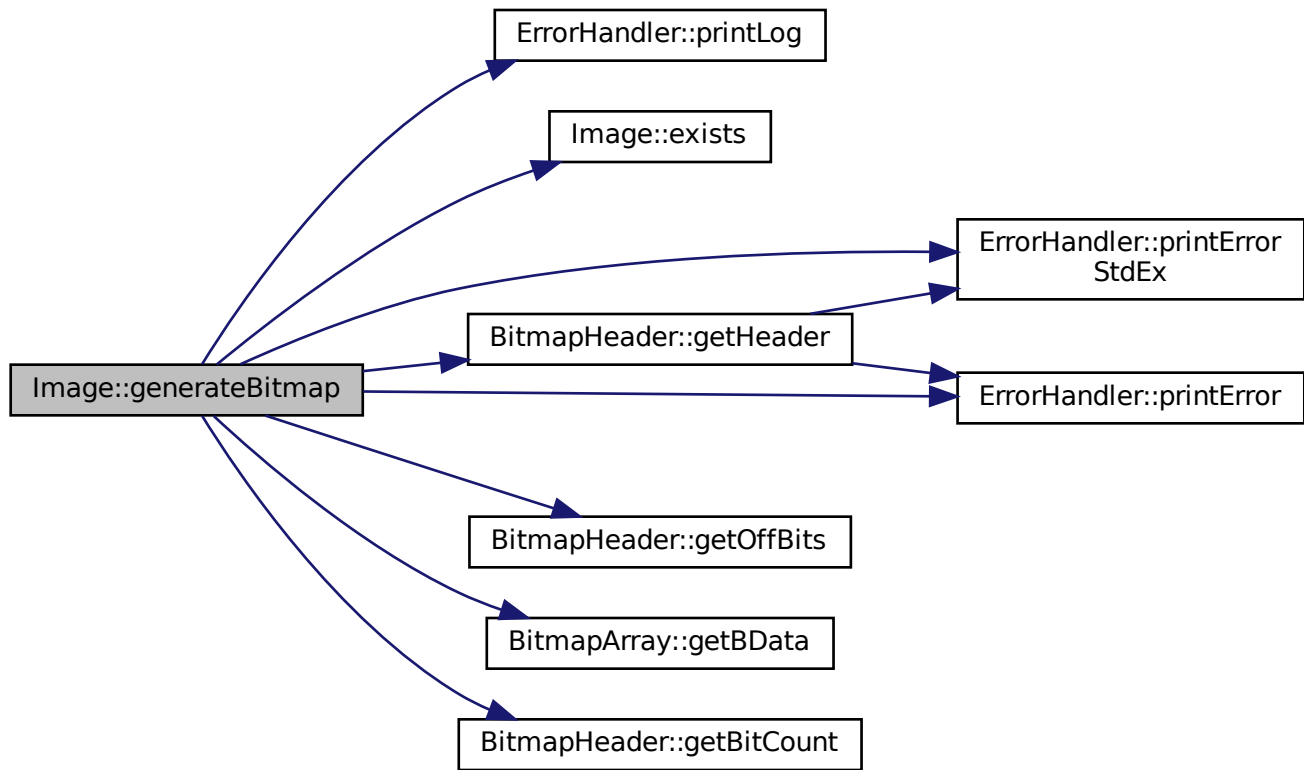 ErrorHandler::printLog
Image::exists
ErrorHandler::printError
StdEx
BitmapHeader::getHeader
Image::generateBitmap
ErrorHandler::printError
BitmapHeader::getOffBits
BitmapArray::getBData
BitmapHeader::getBitCount